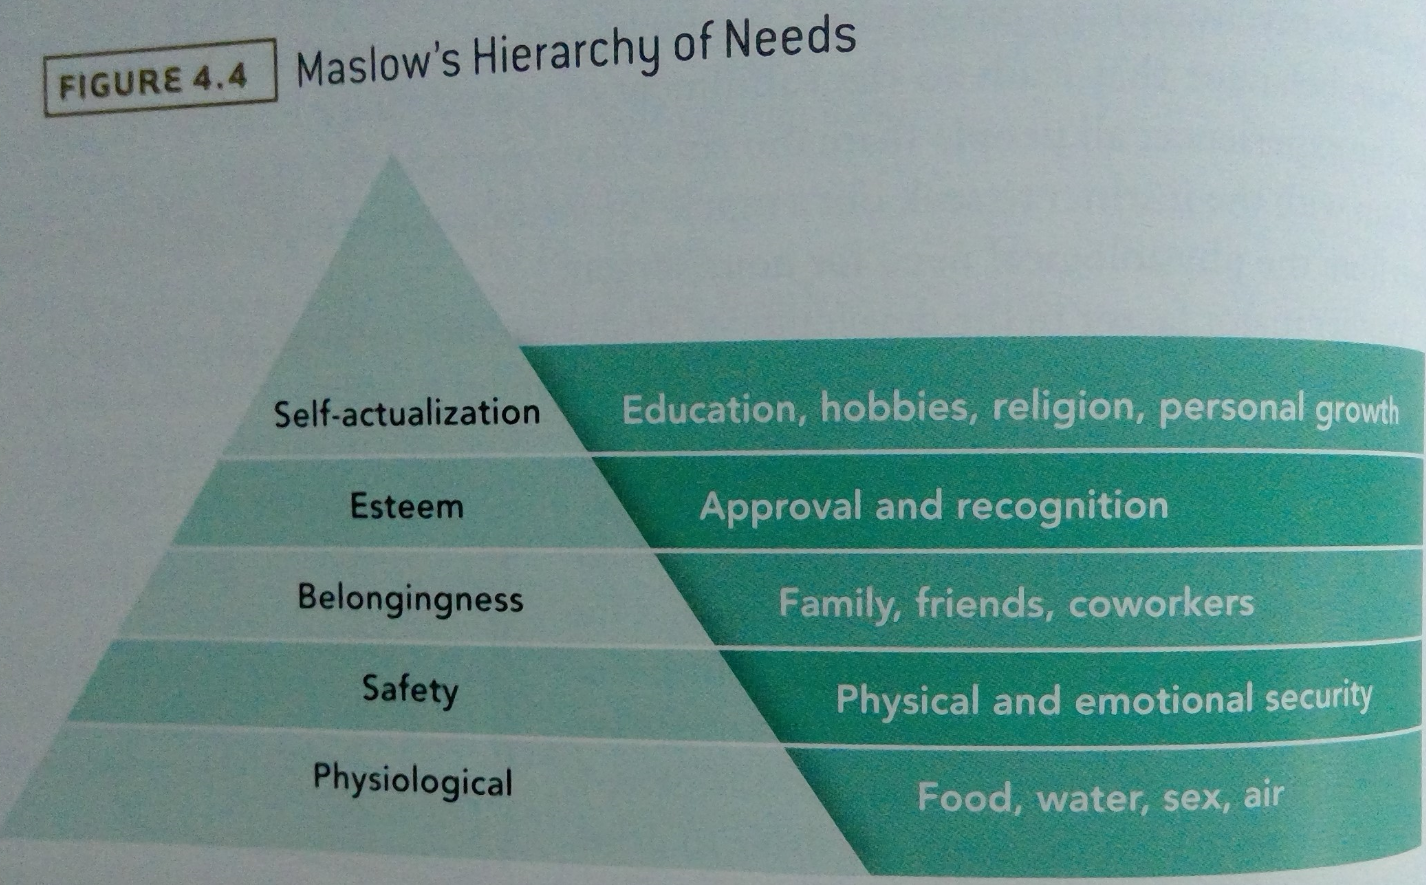 FIGURE 4.4 Maslow's Hierarchy of Needs
Self-actualization Education, hobbies, religion, personal growth
Esteem Approval and recognition
Belongingness Family, friends, coworkers
Safety Physical and emotional security
Physiological Food, water, sex, air